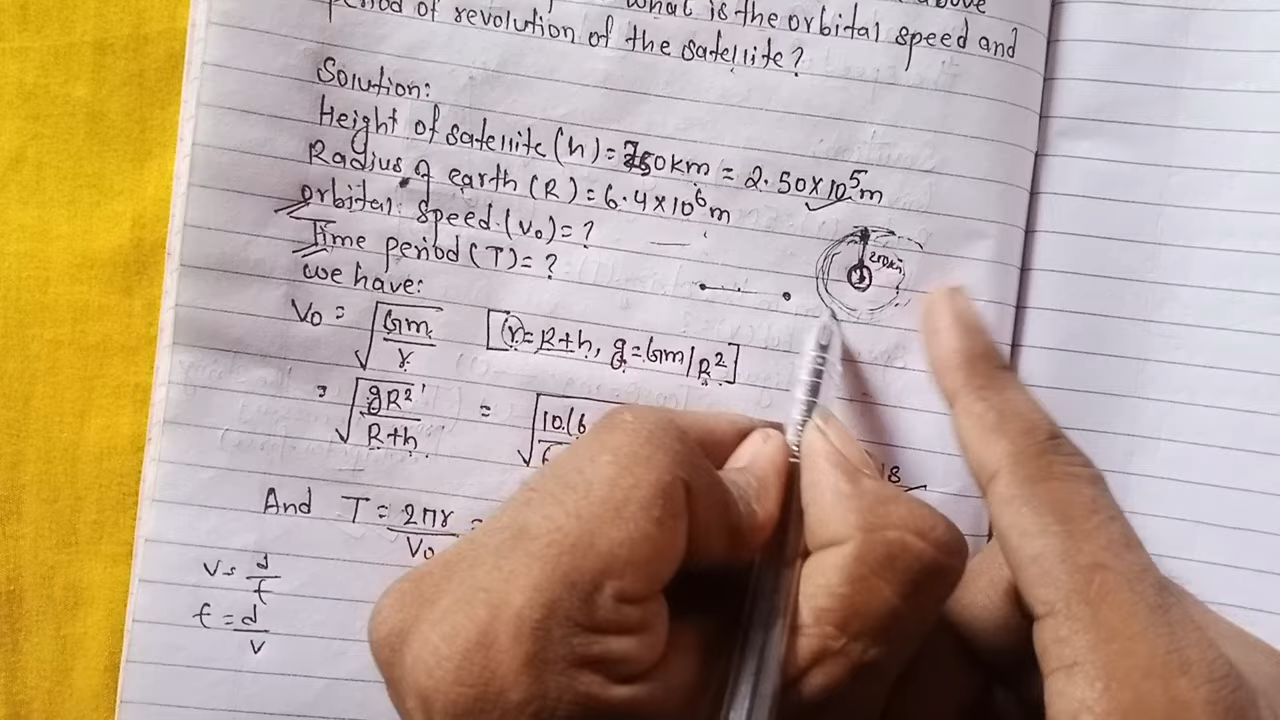 what is the orbital speed and
period of revolution of the satellite?
Solution:
Height of satellite (h) = 250km = 2.50×10⁵m
Radius of earth (R) = 6.4×10⁶m
orbital speed (V₀) = ?
Time period (T) = ?
we have:
V₀ = √(Gm/r) [r = R+h, g = Gm/R²]
= √(gR²/R+h) = √(10.(6
And T = 2πr/V₀ =
v = d/t
t = d/v